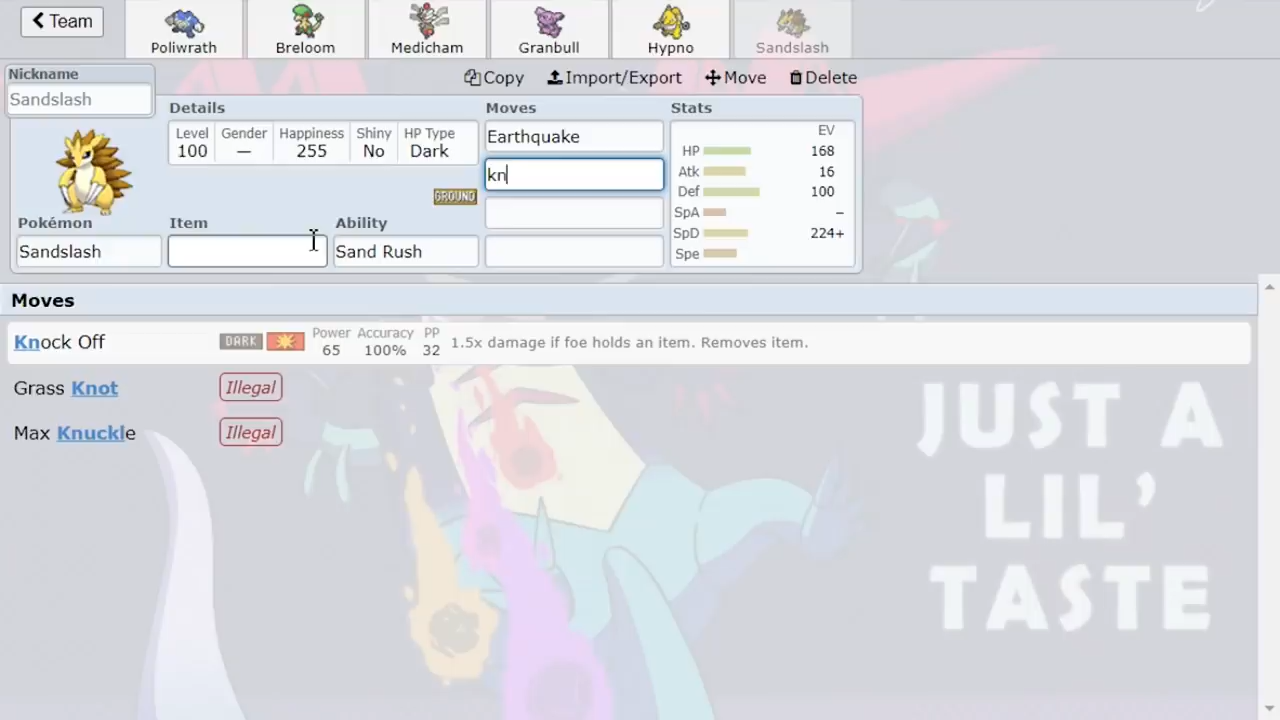 Team
Poliwrath
Breloom
Medicham
Granbull
Hypno
Sandslash
Nickname
Sandslash
Copy
Import/Export
Move
Delete
Details
Moves
Stats
Level
100
Gender
—
Happiness
255
Shiny
No
HP Type
Dark
GROUND
Pokémon
Sandslash
Item
Ability
Sand Rush
Earthquake
kn
EV
HP 168
Atk 16
Def 100
SpA –
SpD 224+
Spe
Moves
Knock Off DARK Power 65 Accuracy 100% PP 32 1.5x damage if foe holds an item. Removes item.
Grass Knot Illegal
Max Knuckle Illegal
JUST A
LIL'
TASTE